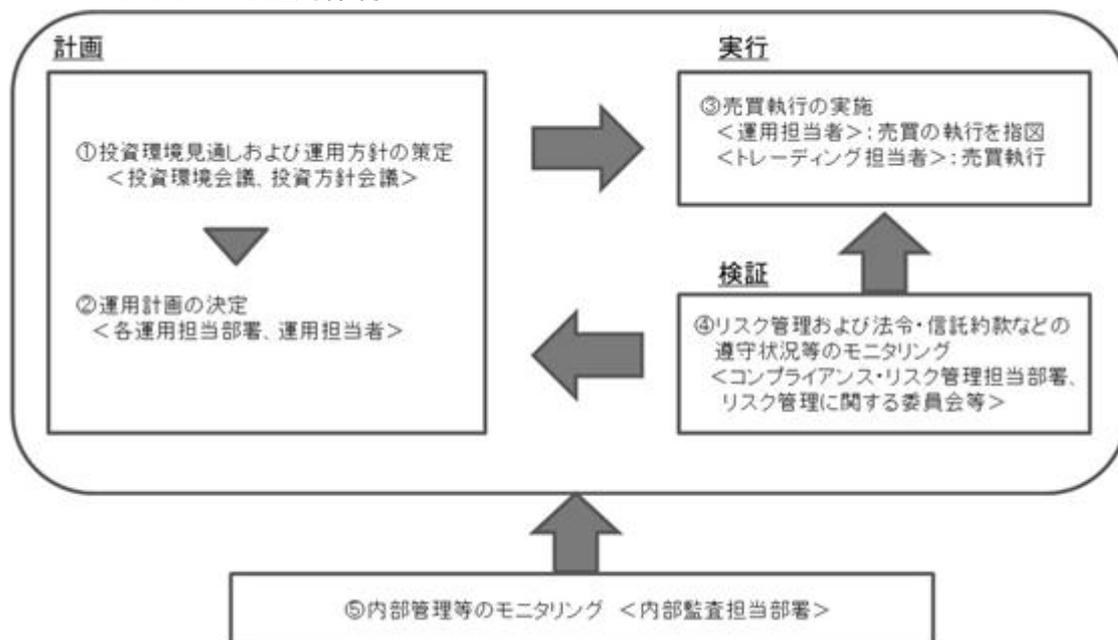 計画
①投資環境見通しおよび運用方針の策定
＜投資環境会議、投資方針会議＞
②運用計画の決定
＜各運用担当部署、運用担当者＞
実行
③売買執行の実施
＜運用担当者＞：売買の執行を指図
＜トレーディング担当者＞：売買執行
検証
④リスク管理および法令・信託約款などの
遵守状況等のモニタリング
＜コンプライアンス・リスク管理担当部署、
リスク管理に関する委員会等＞
⑤内部管理等のモニタリング ＜内部監査担当部署＞